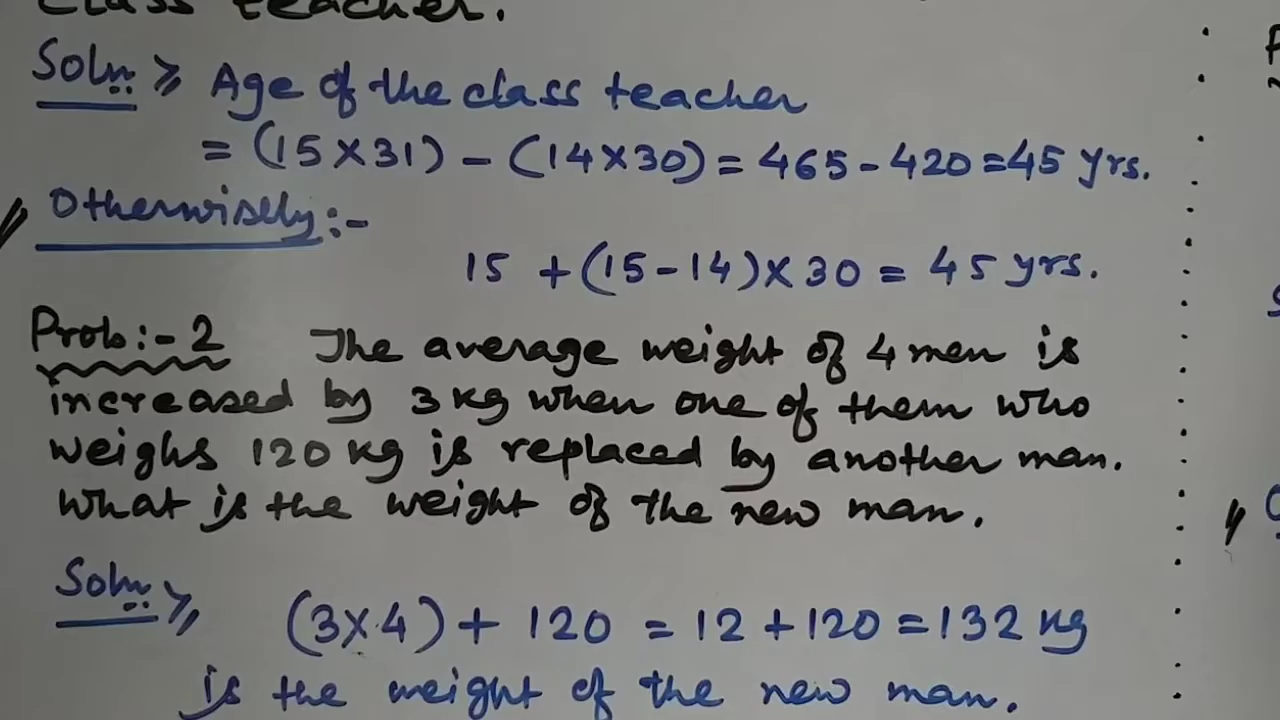 class teacher.
Soln:> Age of the class teacher
= (15×31) - (14×30) = 465 - 420 = 45 yrs.
Otherwisely:-
15 + (15-14)×30 = 45 yrs.
Prob:-2 The average weight of 4 men is
increased by 3 kg when one of them who
weighs 120 kg is replaced by another man.
What is the weight of the new man.
Soln:> (3×4) + 120 = 12 + 120 = 132 kg
is the weight of the new man.